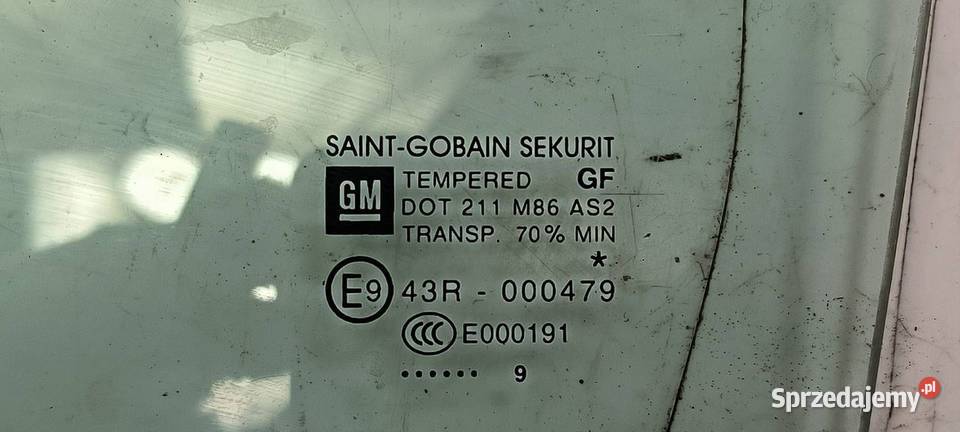 SAINT-GOBAIN SEKURIT
GM TEMPERED GF
DOT 211 M86 AS2
TRANSP. 70% MIN
*
E9 43R - 000479
CCC E000191
...... 9
Sprzedajemy.pl